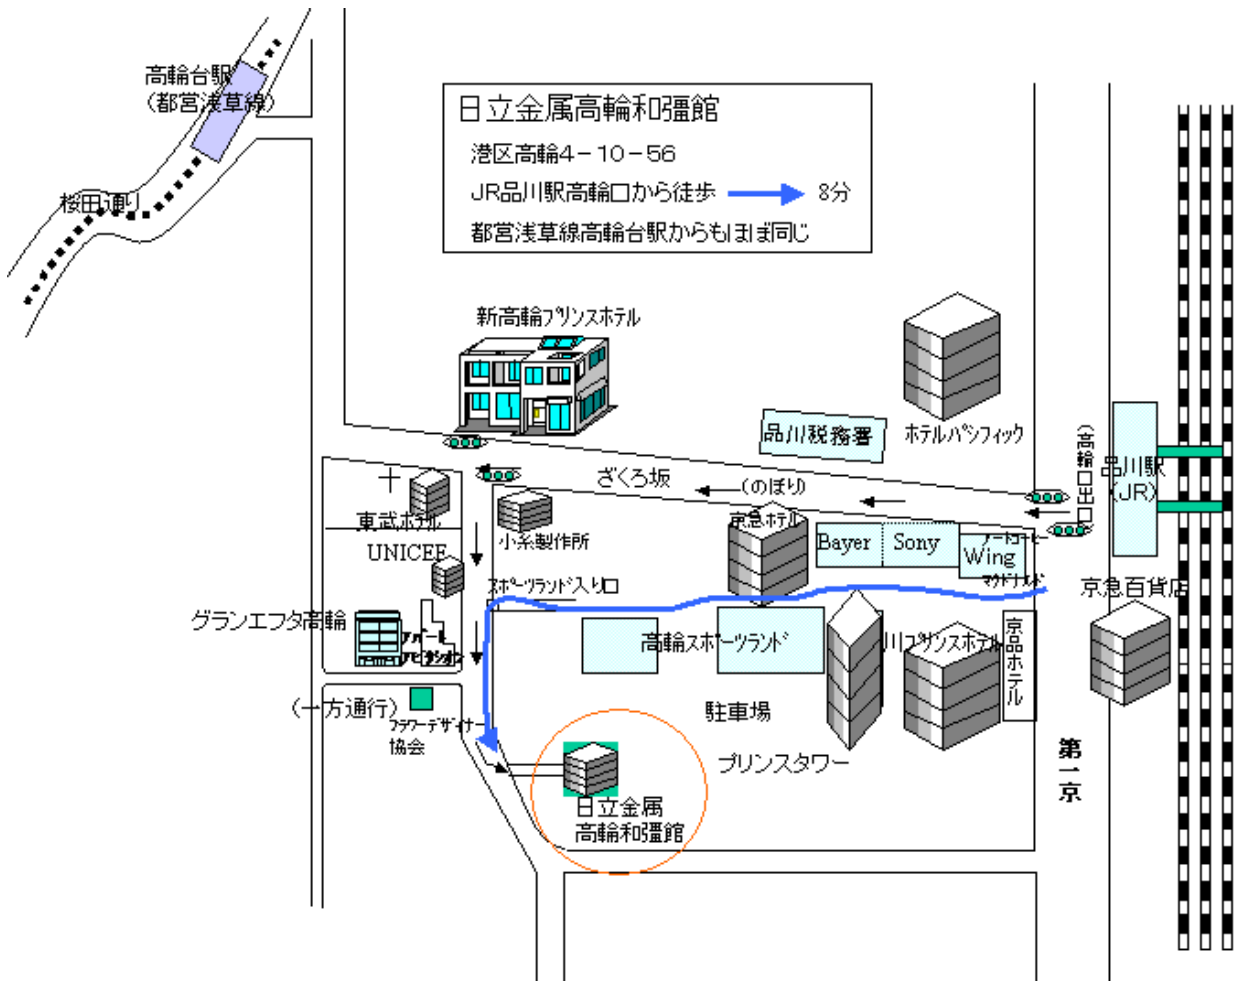 高輪台駅
(都営浅草線)
桜田通り
日立金属高輪和彊館
港区高輪4-10-56
JR品川駅高輪口から徒歩 8分
都営浅草線高輪台駅からもほぼ同じ
新高輪プリンスホテル
品川税務署
ホテルパシフィック
(高輪口出口
品川駅
(JR)
ざくろ坂
(のぼり)
東武ホテル
小糸製作所
京急ホテル
Bayer
Sony
Wing
マクドナルド
UNICEF
スポーツランド入り口
京急百貨店
グランエフタ高輪
アパール
アビタシオン
高輪スポーツランド
川プリンスホテル
京品ホテル
(一方通行)
フラワーデザイナー
協会
駐車場
プリンスタワー
第一京
日立金属
高輪和彊館